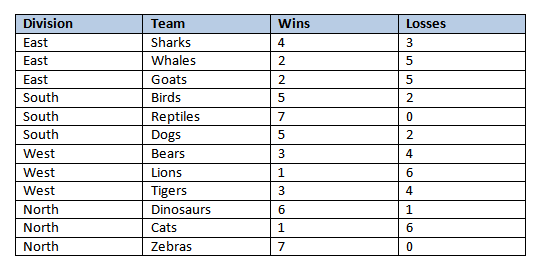 Division Team Wins Losses
East Sharks 4 3
East Whales 2 5
East Goats 2 5
South Birds 5 2
South Reptiles 7 0
South Dogs 5 2
West Bears 3 4
West Lions 1 6
West Tigers 3 4
North Dinosaurs 6 1
North Cats 1 6
North Zebras 7 0